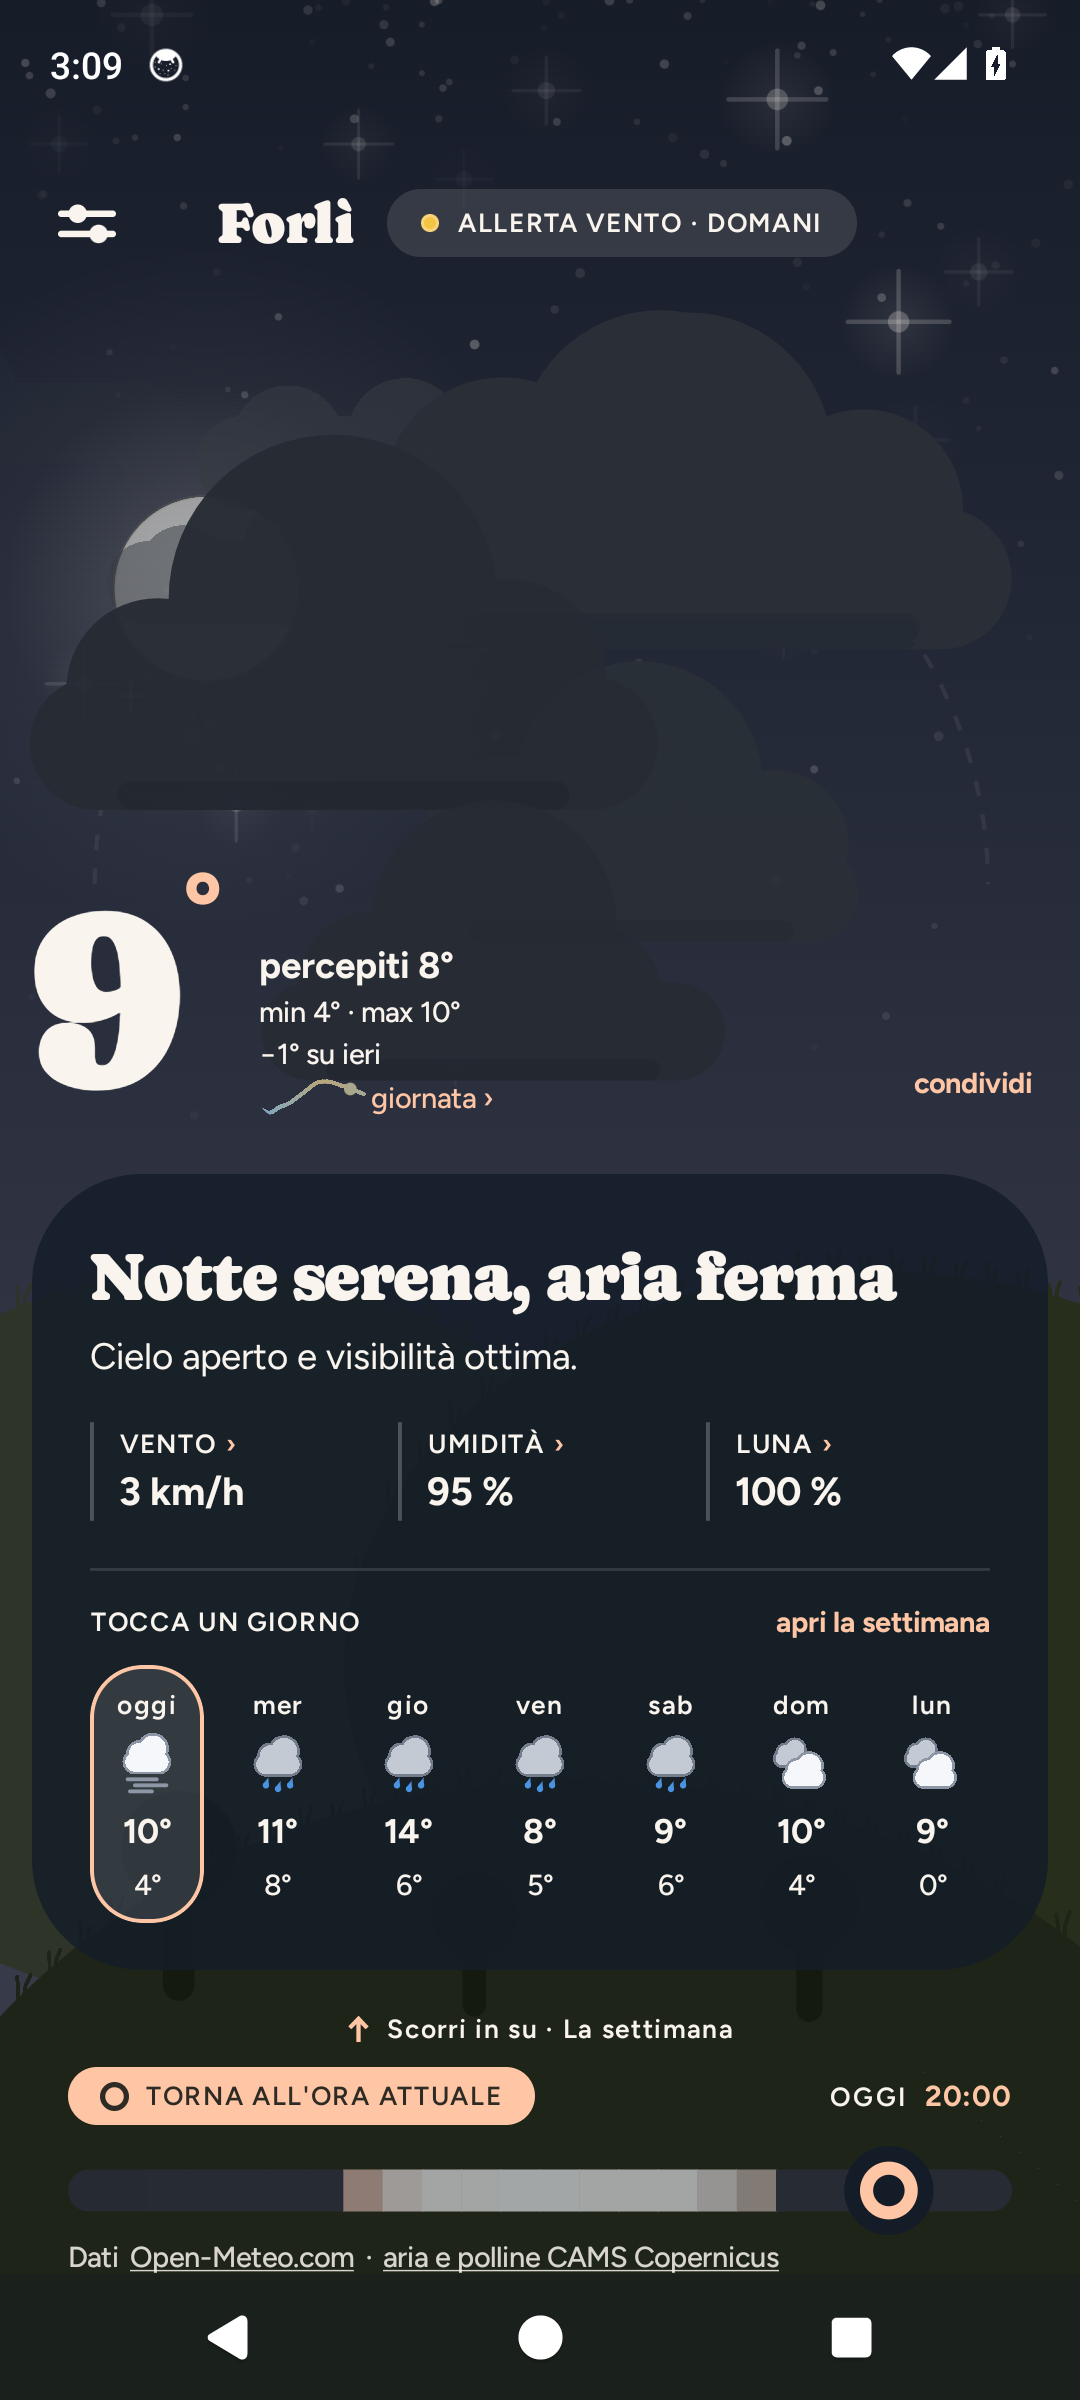 3:09
Forlì
ALLERTA VENTO · DOMANI
9°
percepiti 8°
min 4° · max 10°
−1° su ieri
giornata ›
condividi
Notte serena, aria ferma
Cielo aperto e visibilità ottima.
VENTO › UMIDITÀ › LUNA ›
3 km/h 95 % 100 %
TOCCA UN GIORNO apri la settimana
oggi mer gio ven sab dom lun
10° 11° 14° 8° 9° 10° 9°
4° 8° 6° 5° 6° 4° 0°
↑ Scorri in su · La settimana
TORNA ALL'ORA ATTUALE OGGI 20:00
Dati Open-Meteo.com · aria e polline CAMS Copernicus